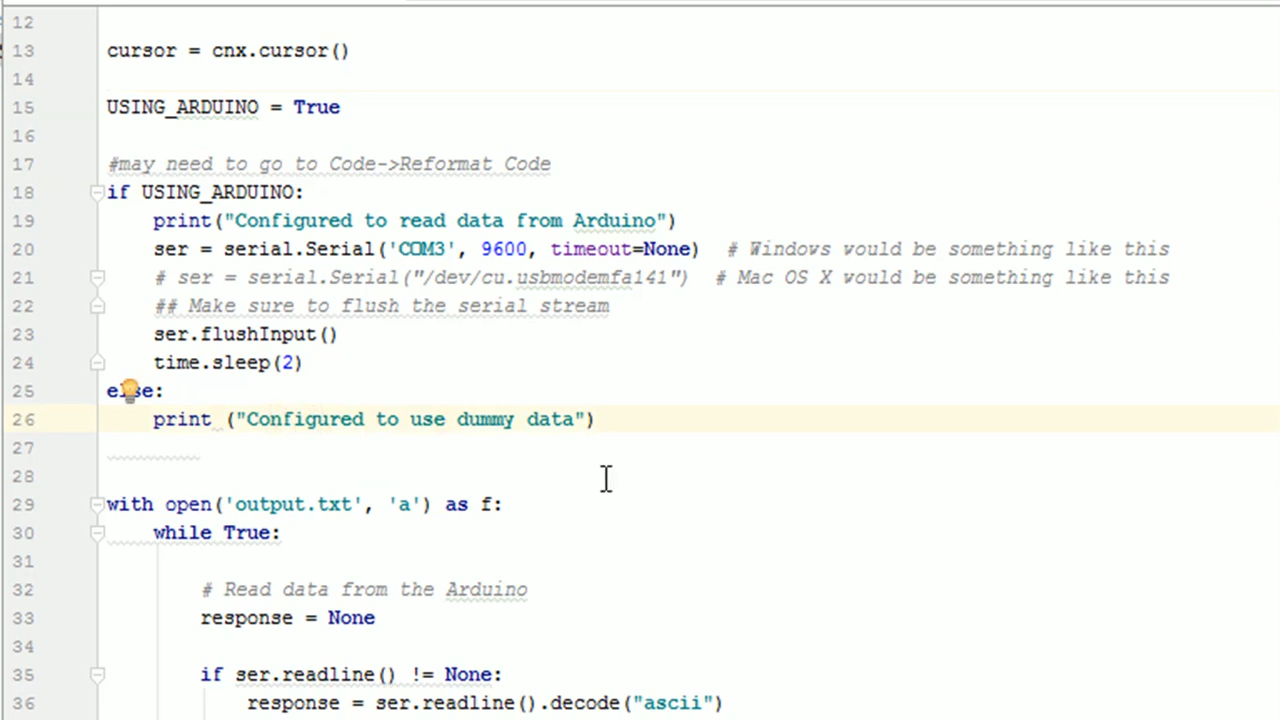 12
13 cursor = cnx.cursor()
14
15 USING_ARDUINO = True
16
17 #may need to go to Code->Reformat Code
18 if USING_ARDUINO:
19 print("Configured to read data from Arduino")
20 ser = serial.Serial('COM3', 9600, timeout=None)  # Windows would be something like this
21 # ser = serial.Serial("/dev/cu.usbmodemfa141")  # Mac OS X would be something like this
22 ## Make sure to flush the serial stream
23 ser.flushInput()
24 time.sleep(2)
25 else:
26 print ("Configured to use dummy data")
27
28
29 with open('output.txt', 'a') as f:
30 while True:
31
32 # Read data from the Arduino
33 response = None
34
35 if ser.readline() != None:
36 response = ser.readline().decode("ascii")